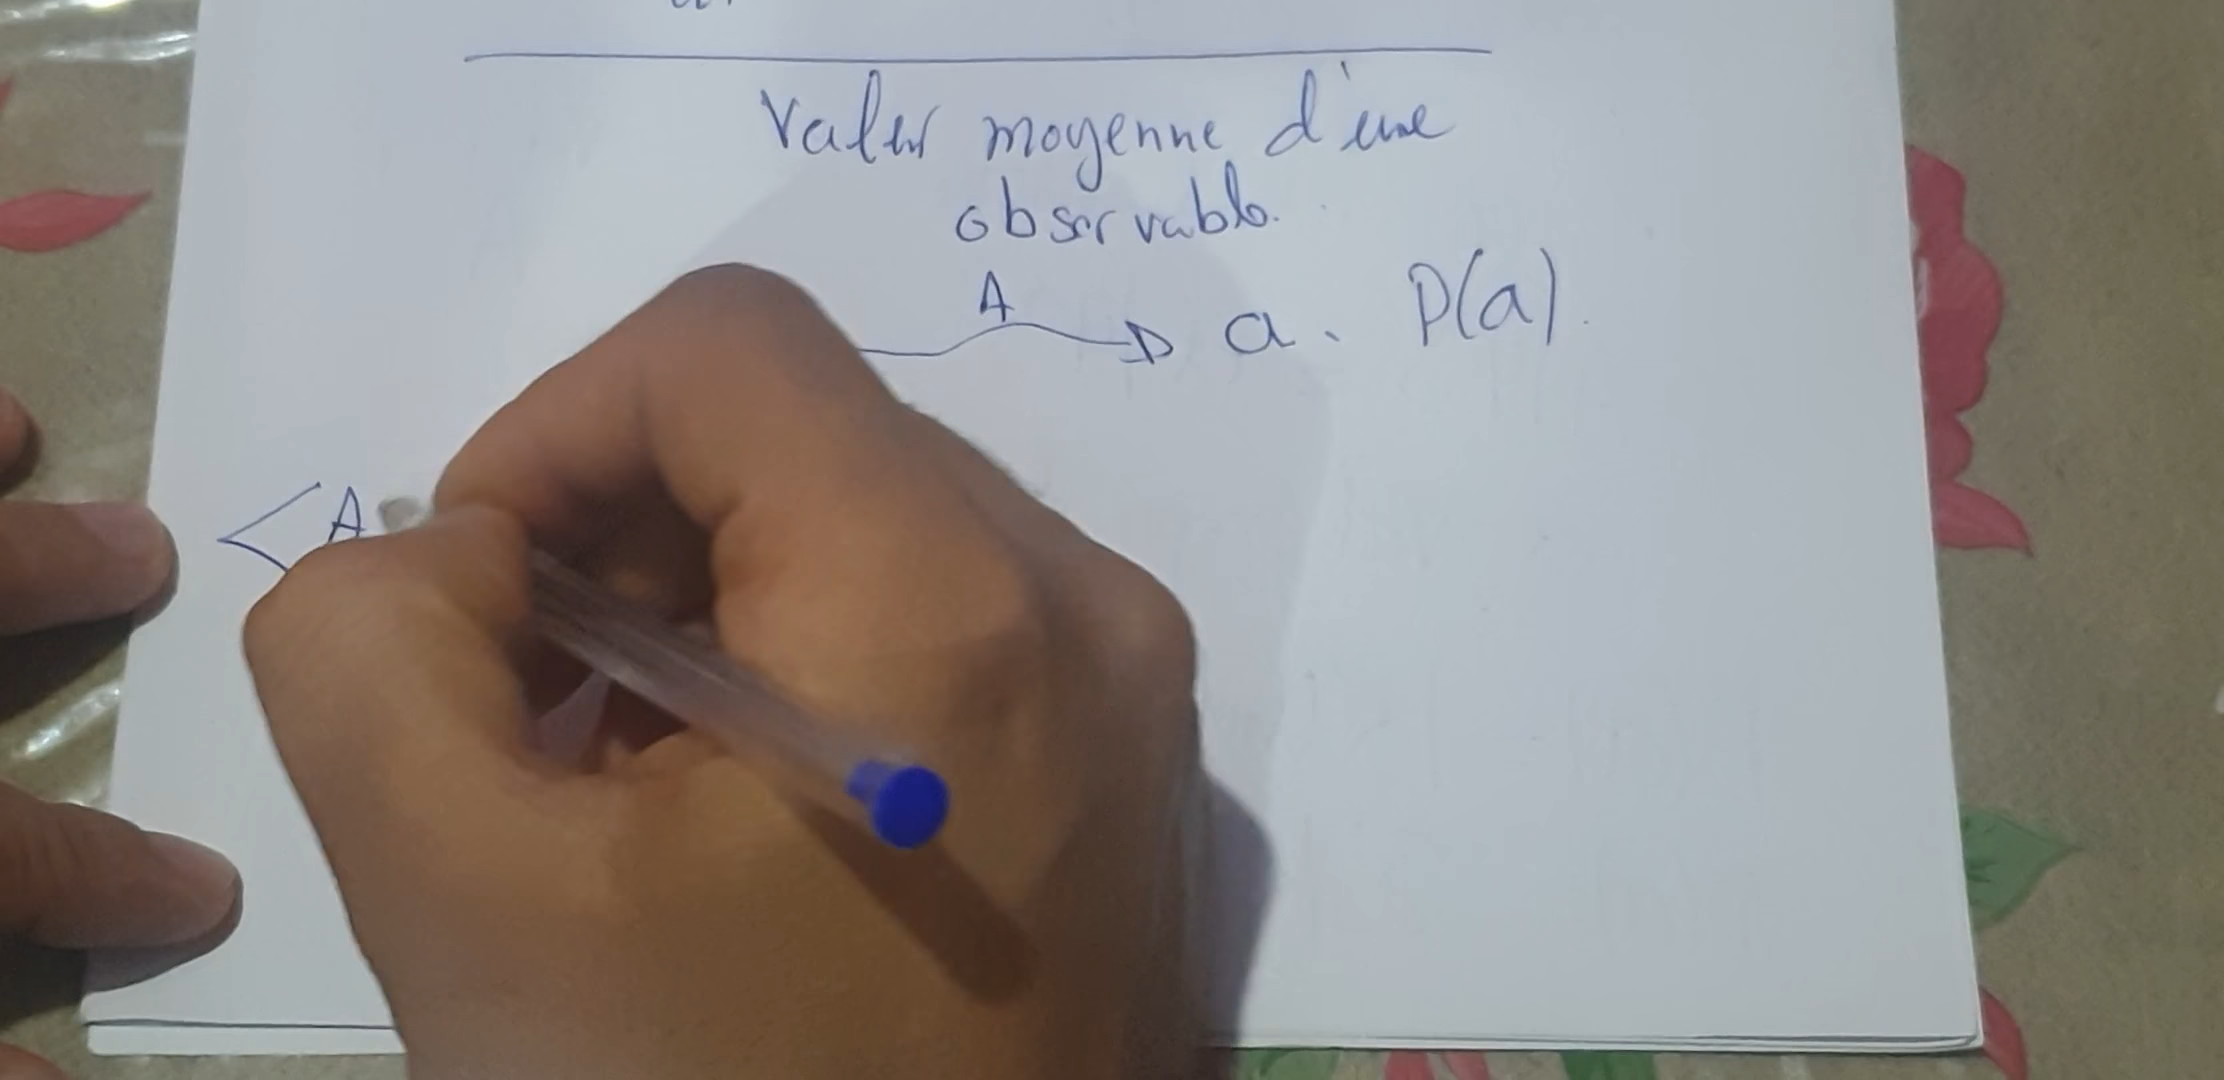 Valeur moyenne d'une
observable.
A
a. P(a).
<A